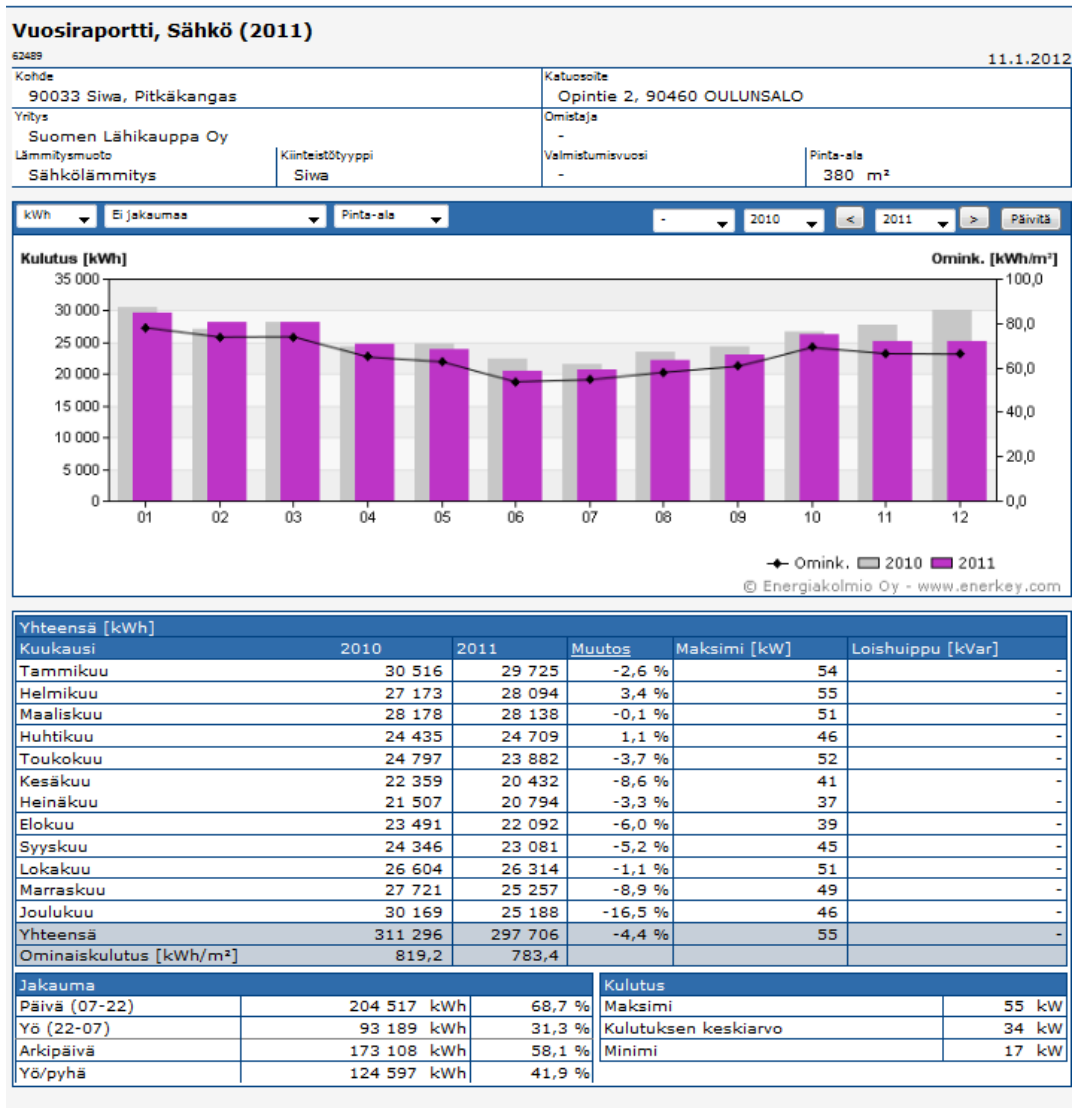 Vuosiraportti, Sähkö (2011)
62489 11.1.2012
Kohde Katuosoite
90033 Siwa, Pitkäkangas Opintie 2, 90460 OULUNSALO
Yritys Omistaja
Suomen Lähikauppa Oy -
Lämmitysmuoto Kiinteistötyyppi Valmistumisvuosi Pinta-ala
Sähkölämmitys Siwa - 380 m²
kWh Ei jakaumaa Pinta-ala - 2010 < 2011 > Päivitä
Kulutus [kWh] Omink. [kWh/m²]
35 000 100,0
30 000
80,0
25 000
20 000 60,0
15 000
40,0
10 000
20,0
5 000
0 0,0
01 02 03 04 05 06 07 08 09 10 11 12
Omink. 2010 2011
© Energiakolmio Oy - www.enerkey.com
Yhteensä [kWh]
Kuukausi 2010 2011 Muutos Maksimi [kW] Loishuippu [kVar]
Tammikuu 30 516 29 725 -2,6 % 54 -
Helmikuu 27 173 28 094 3,4 % 55 -
Maaliskuu 28 178 28 138 -0,1 % 51 -
Huhtikuu 24 435 24 709 1,1 % 46 -
Toukokuu 24 797 23 882 -3,7 % 52 -
Kesäkuu 22 359 20 432 -8,6 % 41 -
Heinäkuu 21 507 20 794 -3,3 % 37 -
Elokuu 23 491 22 092 -6,0 % 39 -
Syyskuu 24 346 23 081 -5,2 % 45 -
Lokakuu 26 604 26 314 -1,1 % 51 -
Marraskuu 27 721 25 257 -8,9 % 49 -
Joulukuu 30 169 25 188 -16,5 % 46 -
Yhteensä 311 296 297 706 -4,4 % 55 -
Ominaiskulutus [kWh/m²] 819,2 783,4
Jakauma Kulutus
Päivä (07-22) 204 517 kWh 68,7 % Maksimi 55 kW
Yö (22-07) 93 189 kWh 31,3 % Kulutuksen keskiarvo 34 kW
Arkipäivä 173 108 kWh 58,1 % Minimi 17 kW
Yö/pyhä 124 597 kWh 41,9 %